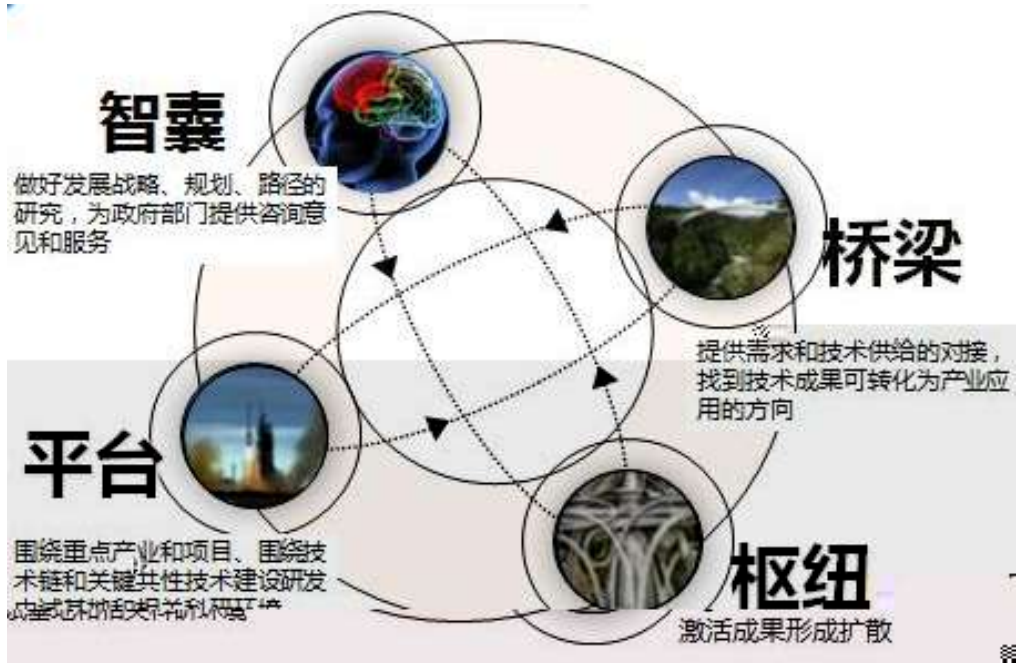 智囊
做好发展战略、规划、路径的
研究，为政府部门提供咨询意
见和服务
桥梁
提供需求和技术供给的对接，
找到技术成果可转化为产业应
用的方向
平台
围绕重点产业和项目、围绕技
术链和关键共性技术建设研发
枢纽
激活成果形成扩散